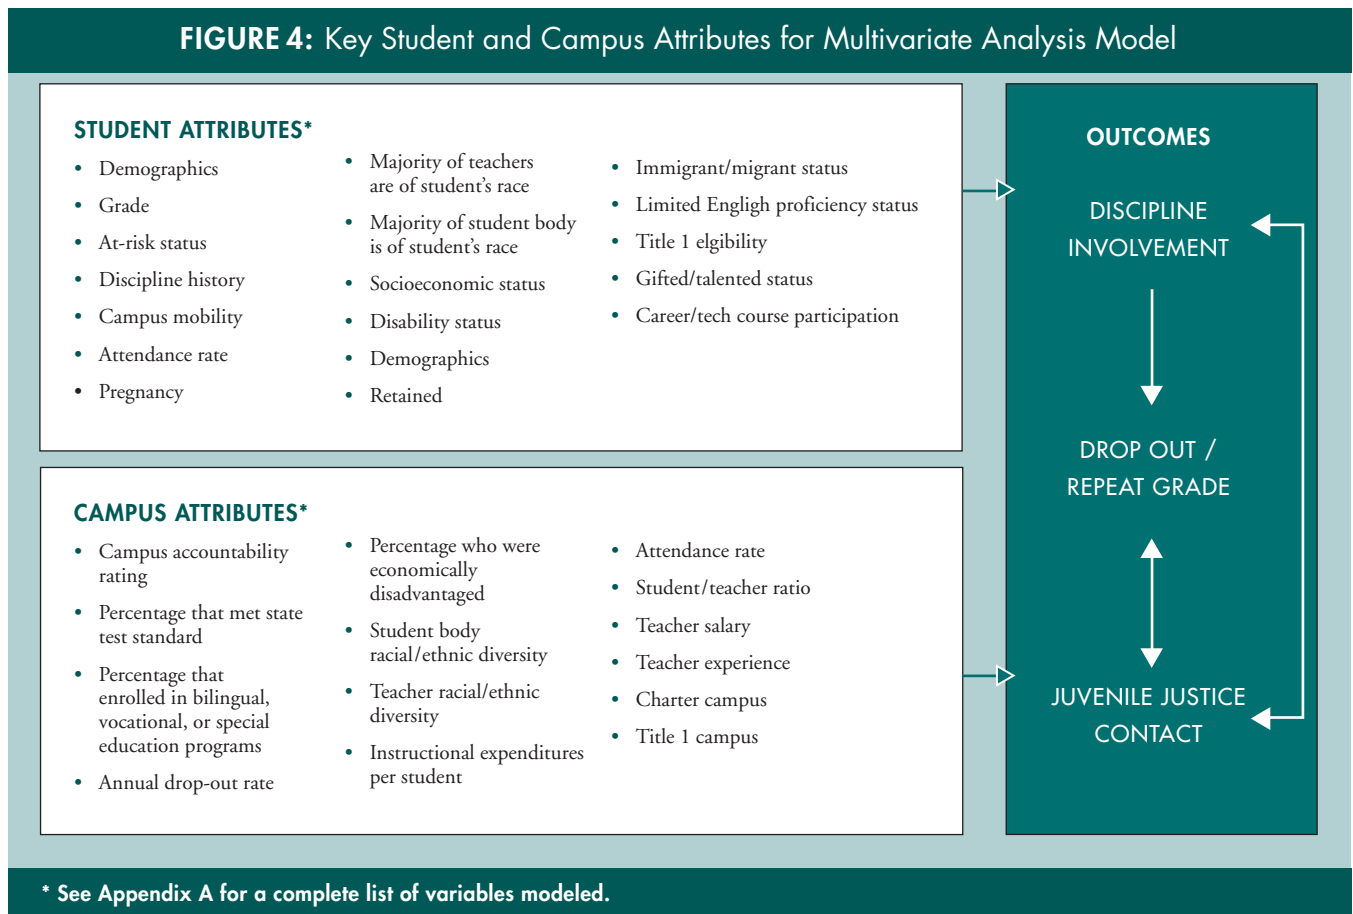 FIGURE 4: Key Student and Campus Attributes for Multivariate Analysis Model
STUDENT ATTRIBUTES*
• Demographics
• Grade
• At-risk status
• Discipline history
• Campus mobility
• Attendance rate
• Pregnancy
• Majority of teachers
are of student’s race
• Majority of student body
is of student’s race
• Socioeconomic status
• Disability status
• Demographics
• Retained
• Immigrant/migrant status
• Limited Engligh proficiency status
• Title 1 elgibility
• Gifted/talented status
• Career/tech course participation
CAMPUS ATTRIBUTES*
• Campus accountability
rating
• Percentage that met state
test standard
• Percentage that
enrolled in bilingual,
vocational, or special
education programs
• Annual drop-out rate
• Percentage who were
economically
disadvantaged
• Student body
racial/ethnic diversity
• Teacher racial/ethnic
diversity
• Instructional expenditures
per student
• Attendance rate
• Student/teacher ratio
• Teacher salary
• Teacher experience
• Charter campus
• Title 1 campus
OUTCOMES
DISCIPLINE
INVOLVEMENT
DROP OUT /
REPEAT GRADE
JUVENILE JUSTICE
CONTACT
* See Appendix A for a complete list of variables modeled.